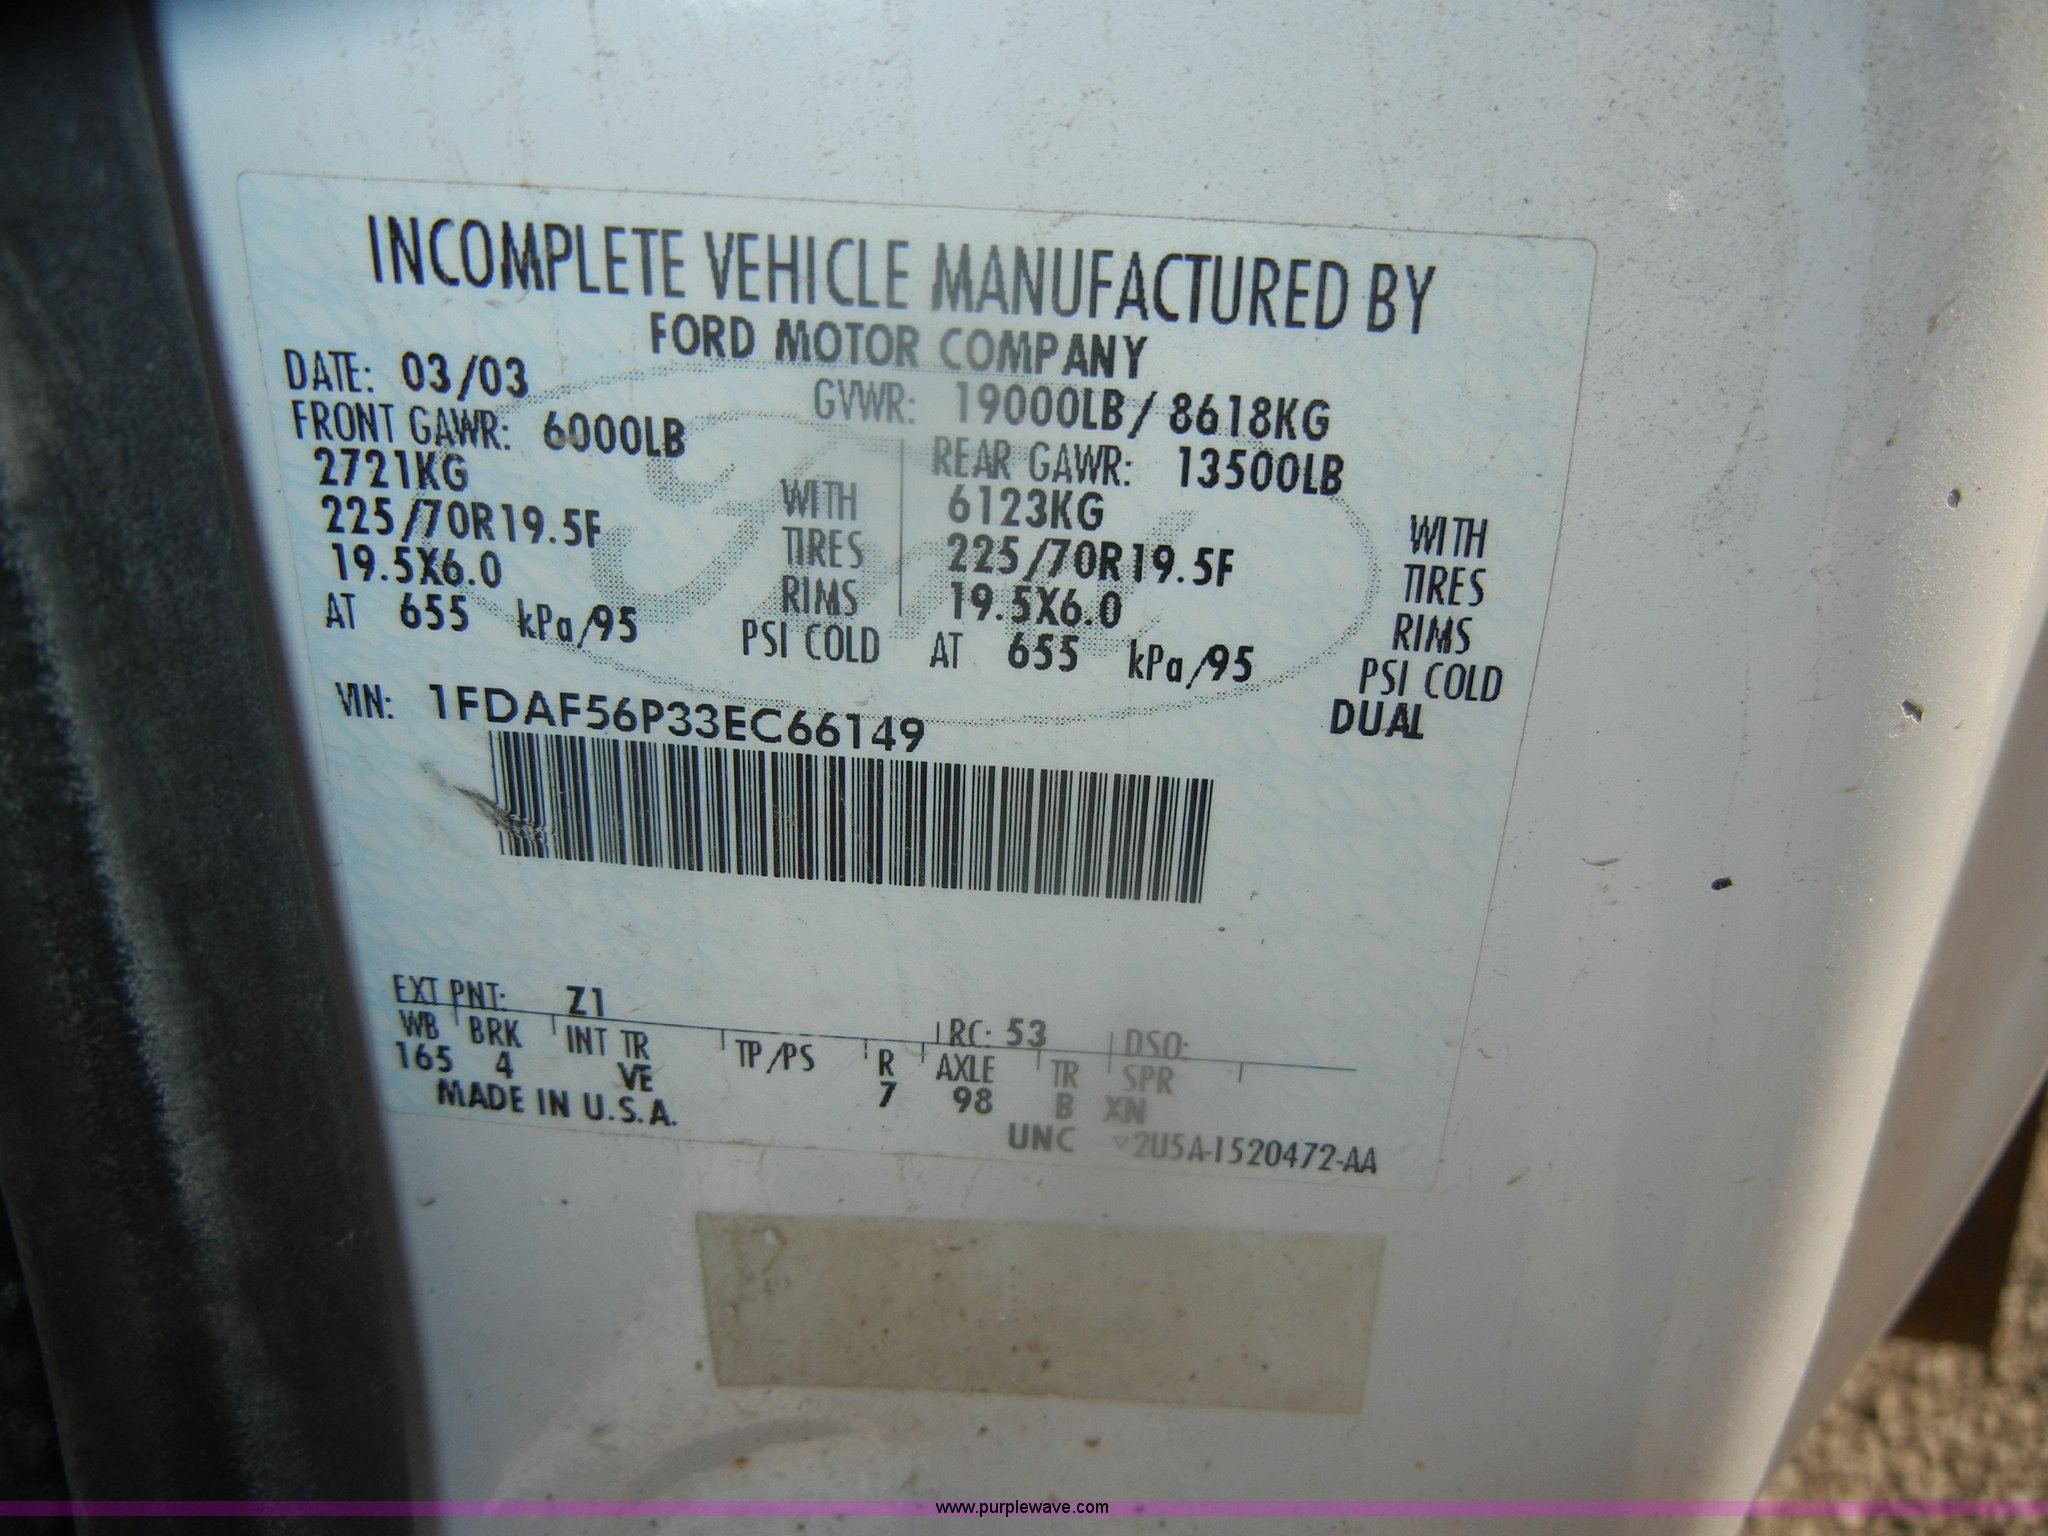 INCOMPLETE VEHICLE MANUFACTURED BY
FORD MOTOR COMPANY
DATE: 03/03 GVWR: 19000LB/ 8618KG
FRONT GAWR: 6000LB REAR GAWR: 13500LB
2721KG WITH 6123KG WITH
225/70R19.5F TIRES 225/70R19.5F TIRES
19.5X6.0 RIMS 19.5X6.0 RIMS
AT 655 kPa/95 PSI COLD AT 655 kPa/95 PSI COLD
VIN: 1FDAF56P33EC66149 DUAL
EXT PNT: Z1 RC: 53 DSO:
WB BRK INT TR TP/PS R AXLE TR SPR
165 4 VE 7 98 B XN
MADE IN U.S.A. UNC 2U5A-1520472-AA
www.purplewave.com